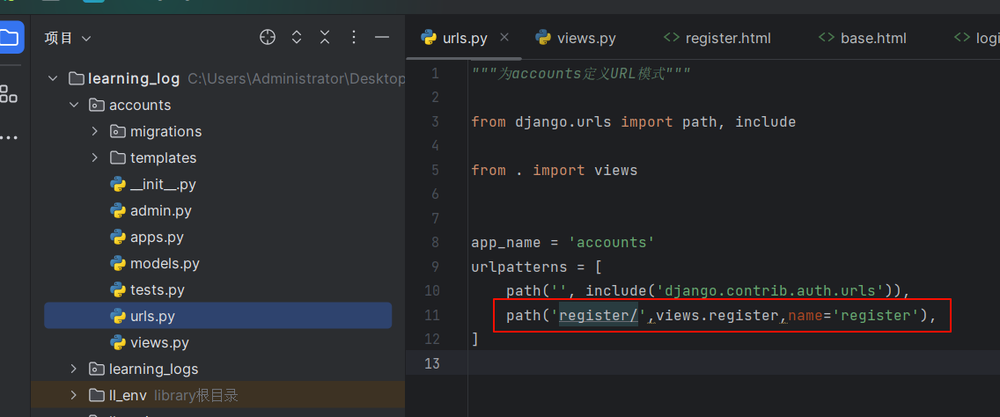 项目
learning_log C:\Users\Administrator\Desktop
accounts
migrations
templates
__init__.py
admin.py
apps.py
models.py
tests.py
urls.py
views.py
learning_logs
ll_env library根目录
urls.py
views.py
<> register.html
<> base.html
<> logi
1 """为accounts定义URL模式"""
2
3 from django.urls import path, include
4
5 from . import views
6
7
8 app_name = 'accounts'
9 urlpatterns = [
10 path('', include('django.contrib.auth.urls')),
11 path('register/',views.register,name='register'),
12 ]
13